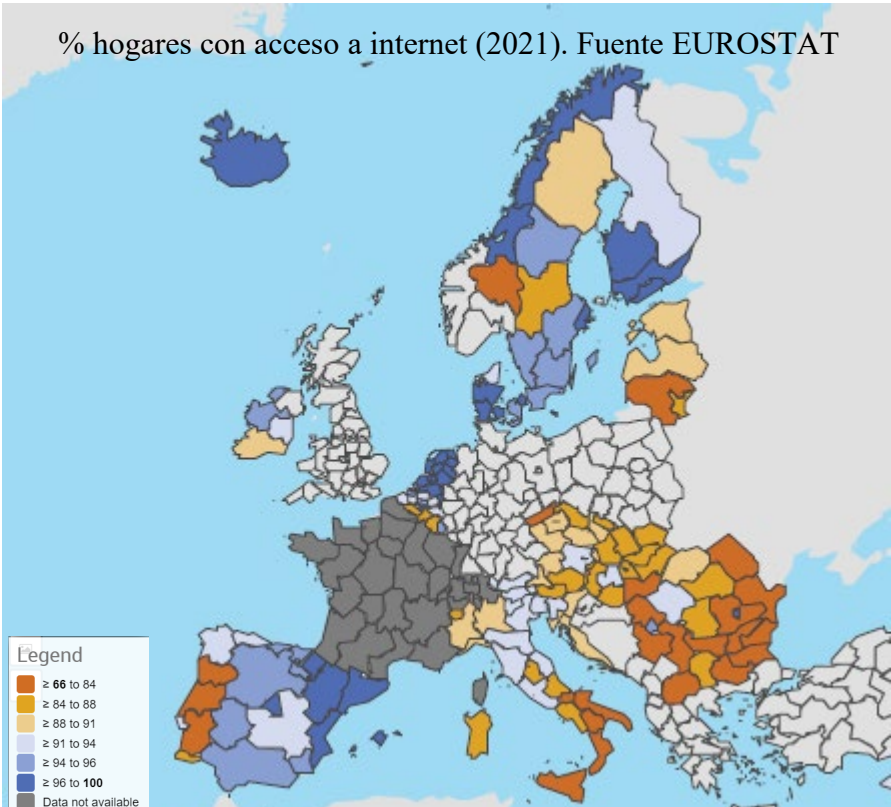 % hogares con acceso a internet (2021). Fuente EUROSTAT
Legend
≥ 66 to 84
≥ 84 to 88
≥ 88 to 91
≥ 91 to 94
≥ 94 to 96
≥ 96 to 100
Data not available